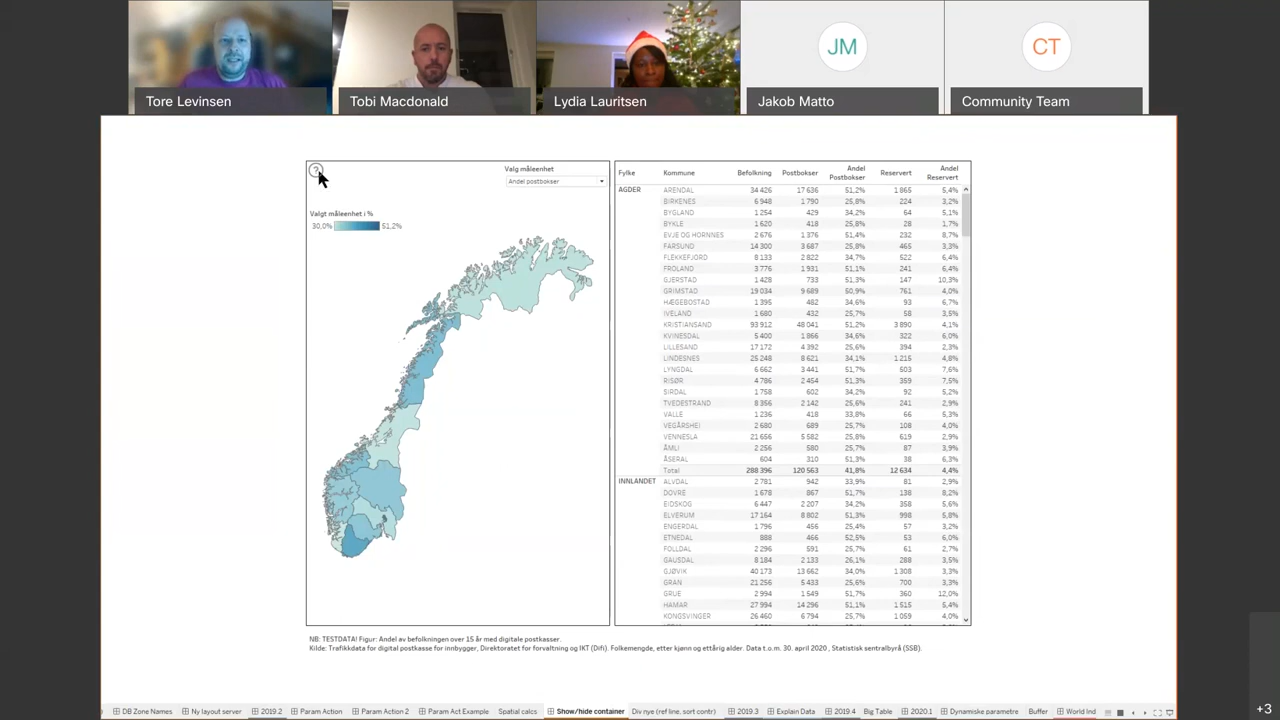 Tore Levinsen
Tobi Macdonald
Lydia Lauritsen
JM
Jakob Matto
CT
Community Team
?
Valg måleenhet
Andel postbokser
Valgt måleenhet i %
30,0% 51,2%
Fylke Kommune Befolkning Postbokser Andel Postbokser Reservert Andel Reservert
AGDER ARENDAL 34 426 17 636 51,2% 1 865 5,4%
BIRKENES 6 948 1 790 25,8% 224 3,2%
BYGLAND 1 254 429 34,2% 64 5,1%
BYKLE 1 620 418 25,8% 28 1,7%
EVJE OG HORNNES 2 676 1 376 51,4% 232 8,7%
FARSUND 14 300 3 687 25,8% 465 3,3%
FLEKKEFJORD 8 133 2 822 34,7% 522 6,4%
FROLAND 3 776 1 931 51,1% 241 6,4%
GJERSTAD 1 428 733 51,3% 147 10,3%
GRIMSTAD 19 034 9 689 50,9% 761 4,0%
HÆGEBOSTAD 1 395 482 34,6% 93 6,7%
IVELAND 1 680 432 25,7% 58 3,5%
KRISTIANSAND 93 912 48 041 51,2% 3 890 4,1%
KVINESDAL 5 400 1 866 34,6% 322 6,0%
LILLESAND 17 172 4 392 25,6% 394 2,3%
LINDESNES 25 248 8 621 34,1% 1 215 4,8%
LYNGDAL 6 662 3 441 51,7% 503 7,6%
RISØR 4 786 2 454 51,3% 359 7,5%
SIRDAL 1 758 602 34,2% 92 5,2%
TVEDESTRAND 8 356 2 142 25,6% 241 2,9%
VALLE 1 236 418 33,8% 66 5,3%
VEGÅRSHEI 2 680 689 25,7% 108 4,0%
VENNESLA 21 656 5 582 25,8% 619 2,9%
ÅMLI 2 256 580 25,7% 87 3,9%
ÅSERAL 604 310 51,3% 38 6,3%
Total 288 396 120 563 41,8% 12 634 4,4%
INNLANDET ALVDAL 2 781 942 33,9% 81 2,9%
DOVRE 1 678 867 51,7% 138 8,2%
EIDSKOG 6 447 2 207 34,2% 358 5,6%
ELVERUM 17 164 8 802 51,3% 998 5,8%
ENGERDAL 1 796 456 25,4% 57 3,2%
ETNEDAL 888 466 52,5% 53 6,0%
FOLLDAL 2 296 591 25,7% 61 2,7%
GAUSDAL 8 184 2 133 26,1% 288 3,5%
GJØVIK 40 173 13 662 34,0% 1 308 3,3%
GRAN 21 256 5 433 25,6% 700 3,3%
GRUE 2 994 1 549 51,7% 360 12,0%
HAMAR 27 994 14 296 51,1% 1 515 5,4%
KONGSVINGER 26 460 6 794 25,7% 1 059 4,0%
NB: TESTDATA! Figur: Andel av befolkningen over 15 år med digitale postkasser.
Kilde: Trafikkdata for digital postkasse for innbygger, Direktoratet for forvaltning og IKT (Difi). Folkemengde, etter kjønn og ettårig alder. Data t.o.m. 30. april 2020 , Statistisk sentralbyrå (SSB).
DB Zone Names Ny layout server 2019.2 Param Action Param Action 2 Param Act Example Spatial calcs Show/hide container Div nye (ref line, sort contr) 2019.3 Explain Data 2019.4 Big Table 2020.1 Dynamiske parametre Buffer World Ind
+3